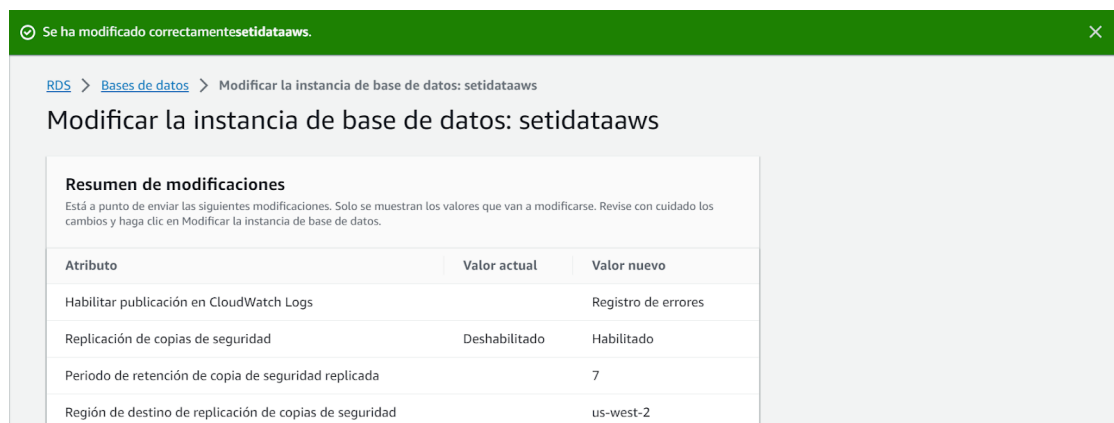 Se ha modificado correctamentesetidataaws.
RDS > Bases de datos > Modificar la instancia de base de datos: setidataaws
Modificar la instancia de base de datos: setidataaws
Resumen de modificaciones
Está a punto de enviar las siguientes modificaciones. Solo se muestran los valores que van a modificarse. Revise con cuidado los
cambios y haga clic en Modificar la instancia de base de datos.
Atributo Valor actual Valor nuevo
Habilitar publicación en CloudWatch Logs Registro de errores
Replicación de copias de seguridad Deshabilitado Habilitado
Periodo de retención de copia de seguridad replicada 7
Región de destino de replicación de copias de seguridad us-west-2